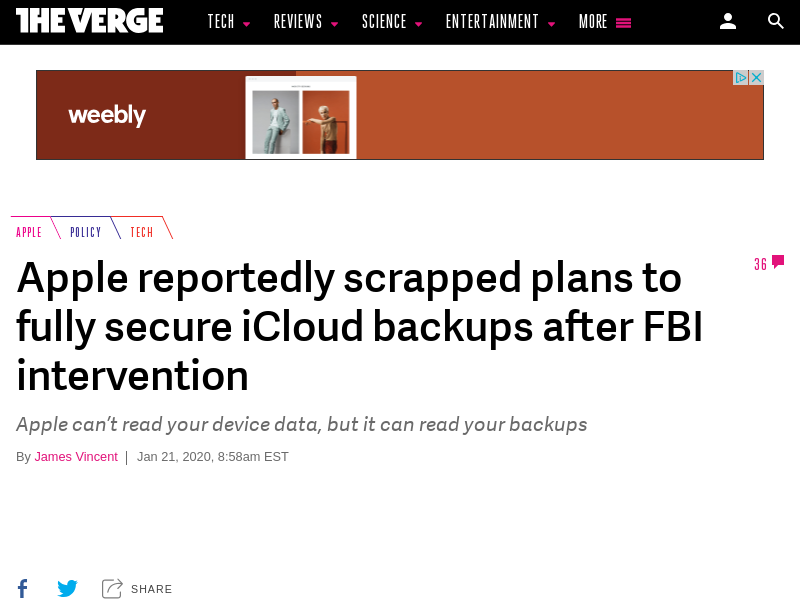 THE VERGE TECH REVIEWS SCIENCE ENTERTAINMENT MORE
weebly
APPLE POLICY TECH
Apple reportedly scrapped plans to
fully secure iCloud backups after FBI
intervention
36
Apple can’t read your device data, but it can read your backups
By James Vincent | Jan 21, 2020, 8:58am EST
SHARE